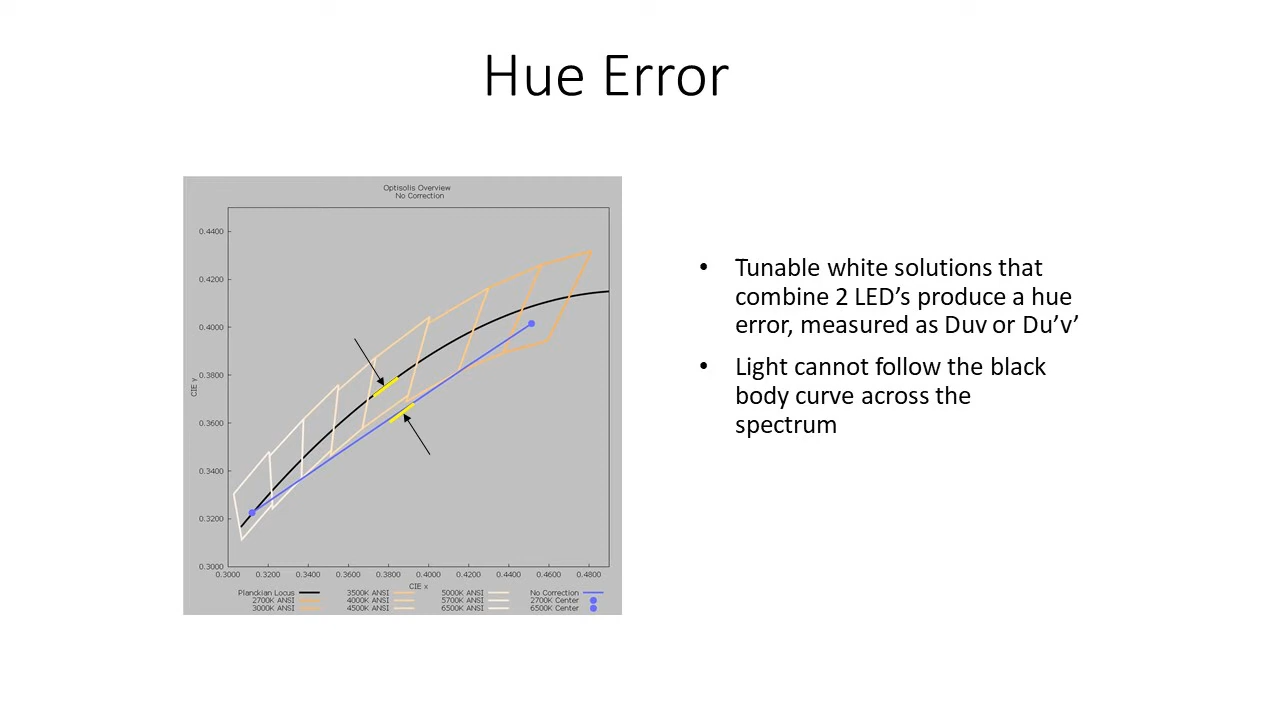 Hue Error
Optisolis Overview
No Correction
0.4400
0.4200
0.4000
0.3800
0.3600
0.3400
0.3200
0.3000
CIE y
0.3000 0.3200 0.3400 0.3600 0.3800 0.4000 0.4200 0.4400 0.4600 0.4800
CIE x
Planckian Locus 3500K ANSI 5000K ANSI No Correction
2700K ANSI 4000K ANSI 5700K ANSI 2700K Center
3000K ANSI 4500K ANSI 6500K ANSI 6500K Center
• Tunable white solutions that
combine 2 LED’s produce a hue
error, measured as Duv or Du’v’
• Light cannot follow the black
body curve across the
spectrum